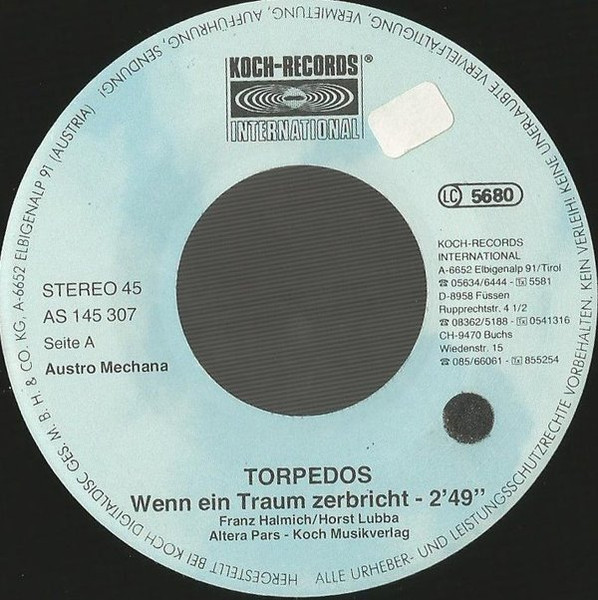 KOCH-RECORDS®
INTERNATIONAL
LC 5680
KOCH-RECORDS
INTERNATIONAL
A-6652 Elbigenalp 91/Tirol
☎ 05634/6444 - Tx 5581
D-8958 Füssen
Rupprechtstr. 4 1/2
☎ 08362/5188 - Tx 0541316
CH-9470 Buchs
Wiedenstr. 15
☎ 085/66061 - Tx 855254
STEREO 45
AS 145 307
Seite A
Austro Mechana
TORPEDOS
Wenn ein Traum zerbricht - 2'49"
Franz Halmich/Horst Lubba
Altera Pars - Koch Musikverlag
HERGESTELLT BEI KOCH DIGITALDISC GES. M. B. H. & CO. KG, A-6652 ELBIGENALP 91 (AUSTRIA)
ALLE URHEBER- UND LEISTUNGSSCHUTZRECHTE VORBEHALTEN. KEIN VERLEIH! KEINE UNERLAUBTE VERVIELFÄLTIGUNG, VERMIETUNG, AUFFÜHRUNG, SENDUNG!